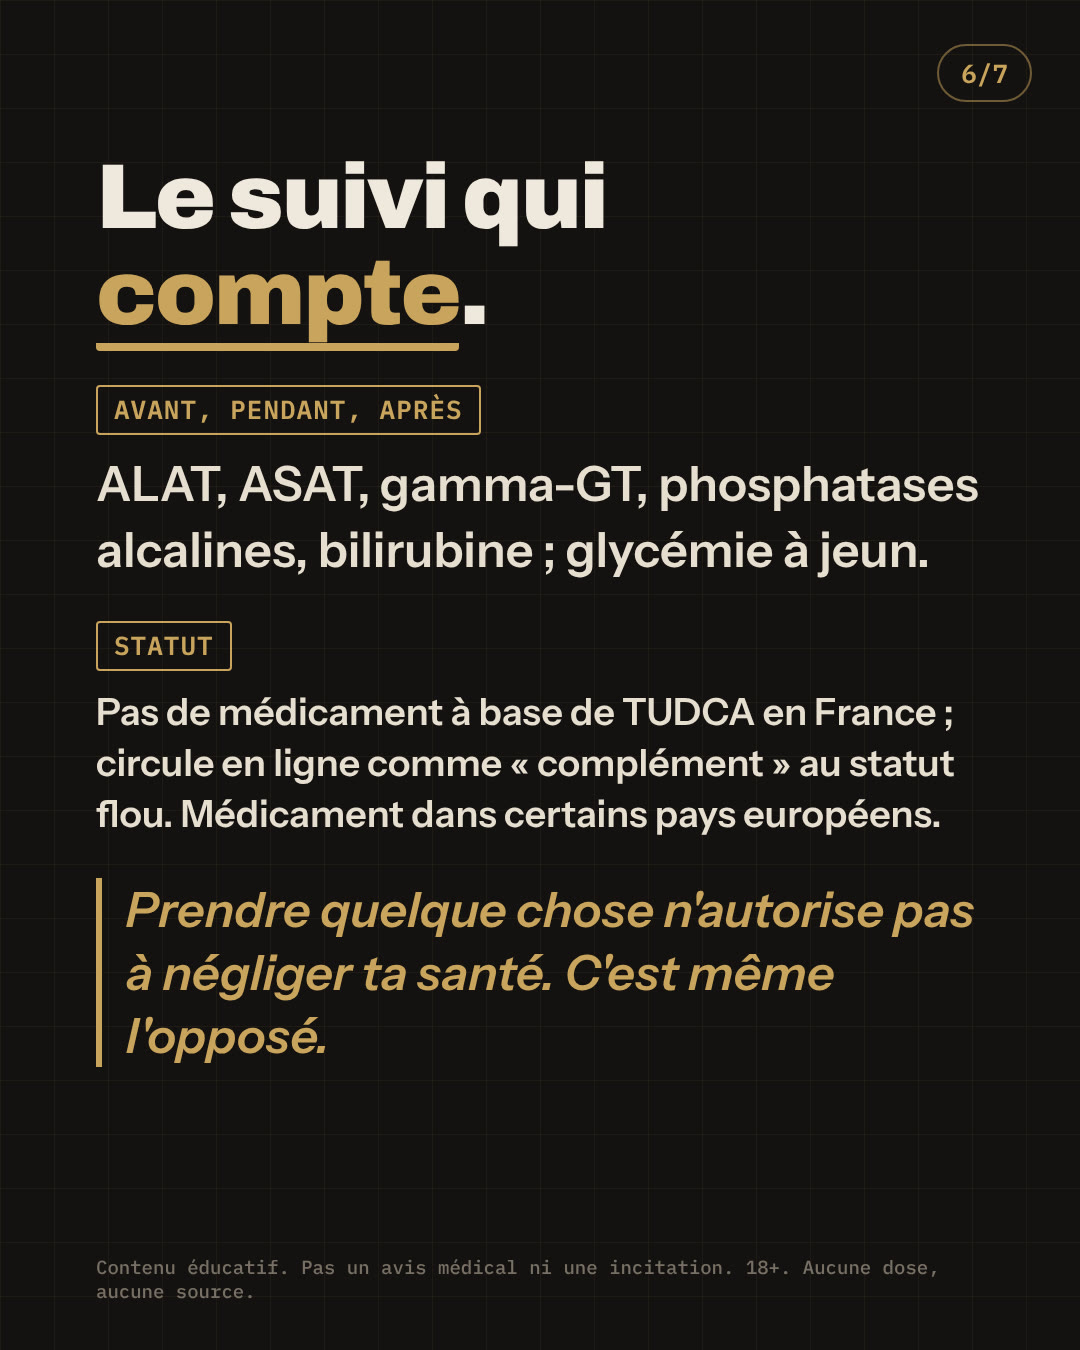 6/7
Le suivi qui
compte.
AVANT, PENDANT, APRÈS
ALAT, ASAT, gamma-GT, phosphatases
alcalines, bilirubine ; glycémie à jeun.
STATUT
Pas de médicament à base de TUDCA en France ;
circule en ligne comme « complément » au statut
flou. Médicament dans certains pays européens.
Prendre quelque chose n'autorise pas
à négliger ta santé. C'est même
l'opposé.
Contenu éducatif. Pas un avis médical ni une incitation. 18+. Aucune dose,
aucune source.